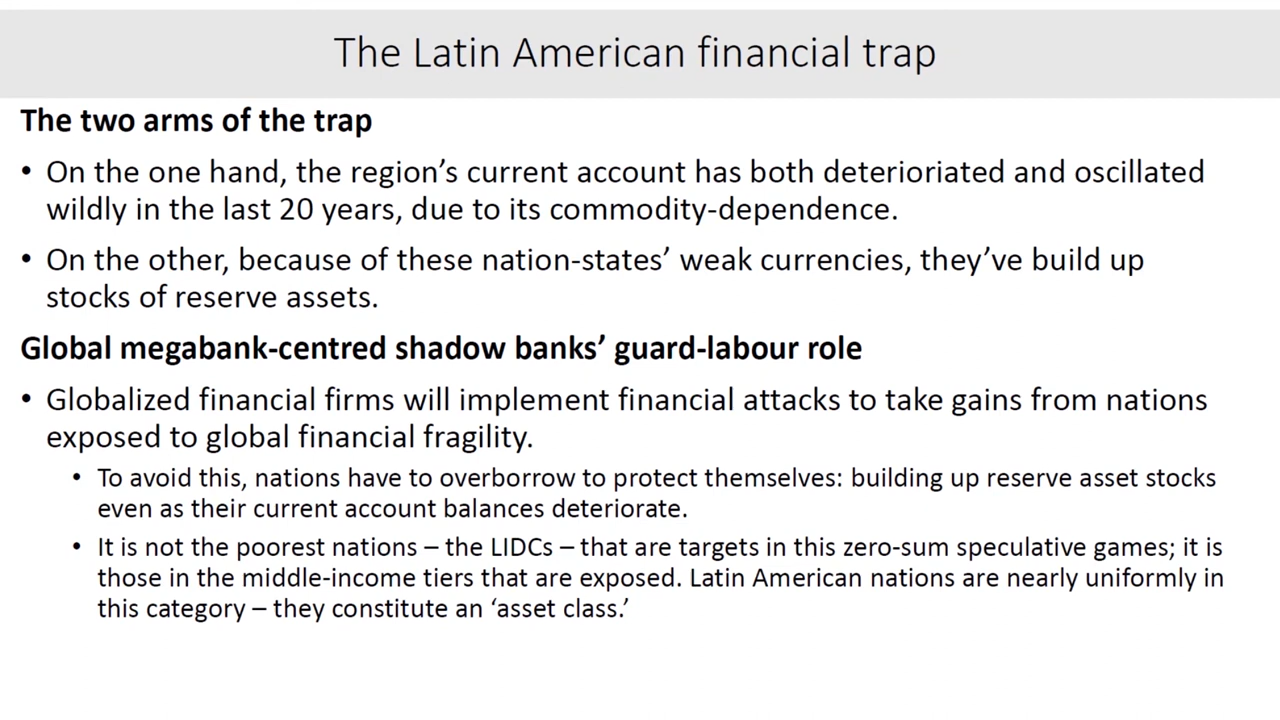 The Latin American financial trap
The two arms of the trap
• On the one hand, the region's current account has both deterioriated and oscillated
wildly in the last 20 years, due to its commodity-dependence.
• On the other, because of these nation-states' weak currencies, they've build up
stocks of reserve assets.
Global megabank-centred shadow banks' guard-labour role
• Globalized financial firms will implement financial attacks to take gains from nations
exposed to global financial fragility.
• To avoid this, nations have to overborrow to protect themselves: building up reserve asset stocks
even as their current account balances deteriorate.
• It is not the poorest nations – the LIDCs – that are targets in this zero-sum speculative games; it is
those in the middle-income tiers that are exposed. Latin American nations are nearly uniformly in
this category – they constitute an ‘asset class.’